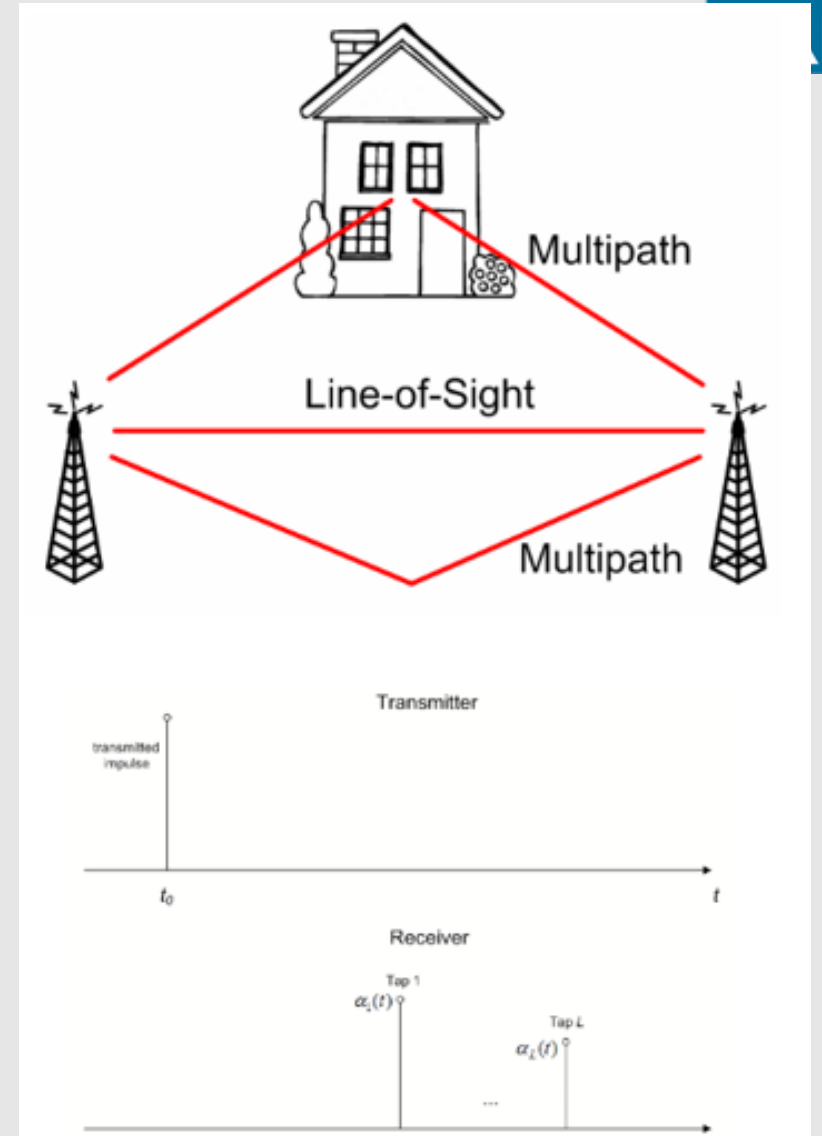 Multipath
Line-of-Sight
Multipath
Transmitter
transmitted
impulse
t₀
t
Receiver
Tap 1
α₁(t)
Tap L
α_L(t)
...